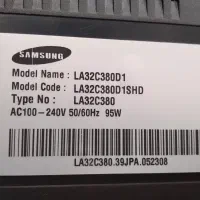 SAMSUNG
Model Name : LA32C380D1
Model Code : LA32C380D1SHD
Type No : LA32C380
AC100-240V 50/60Hz 95W
LA32C380.39JPA.052308